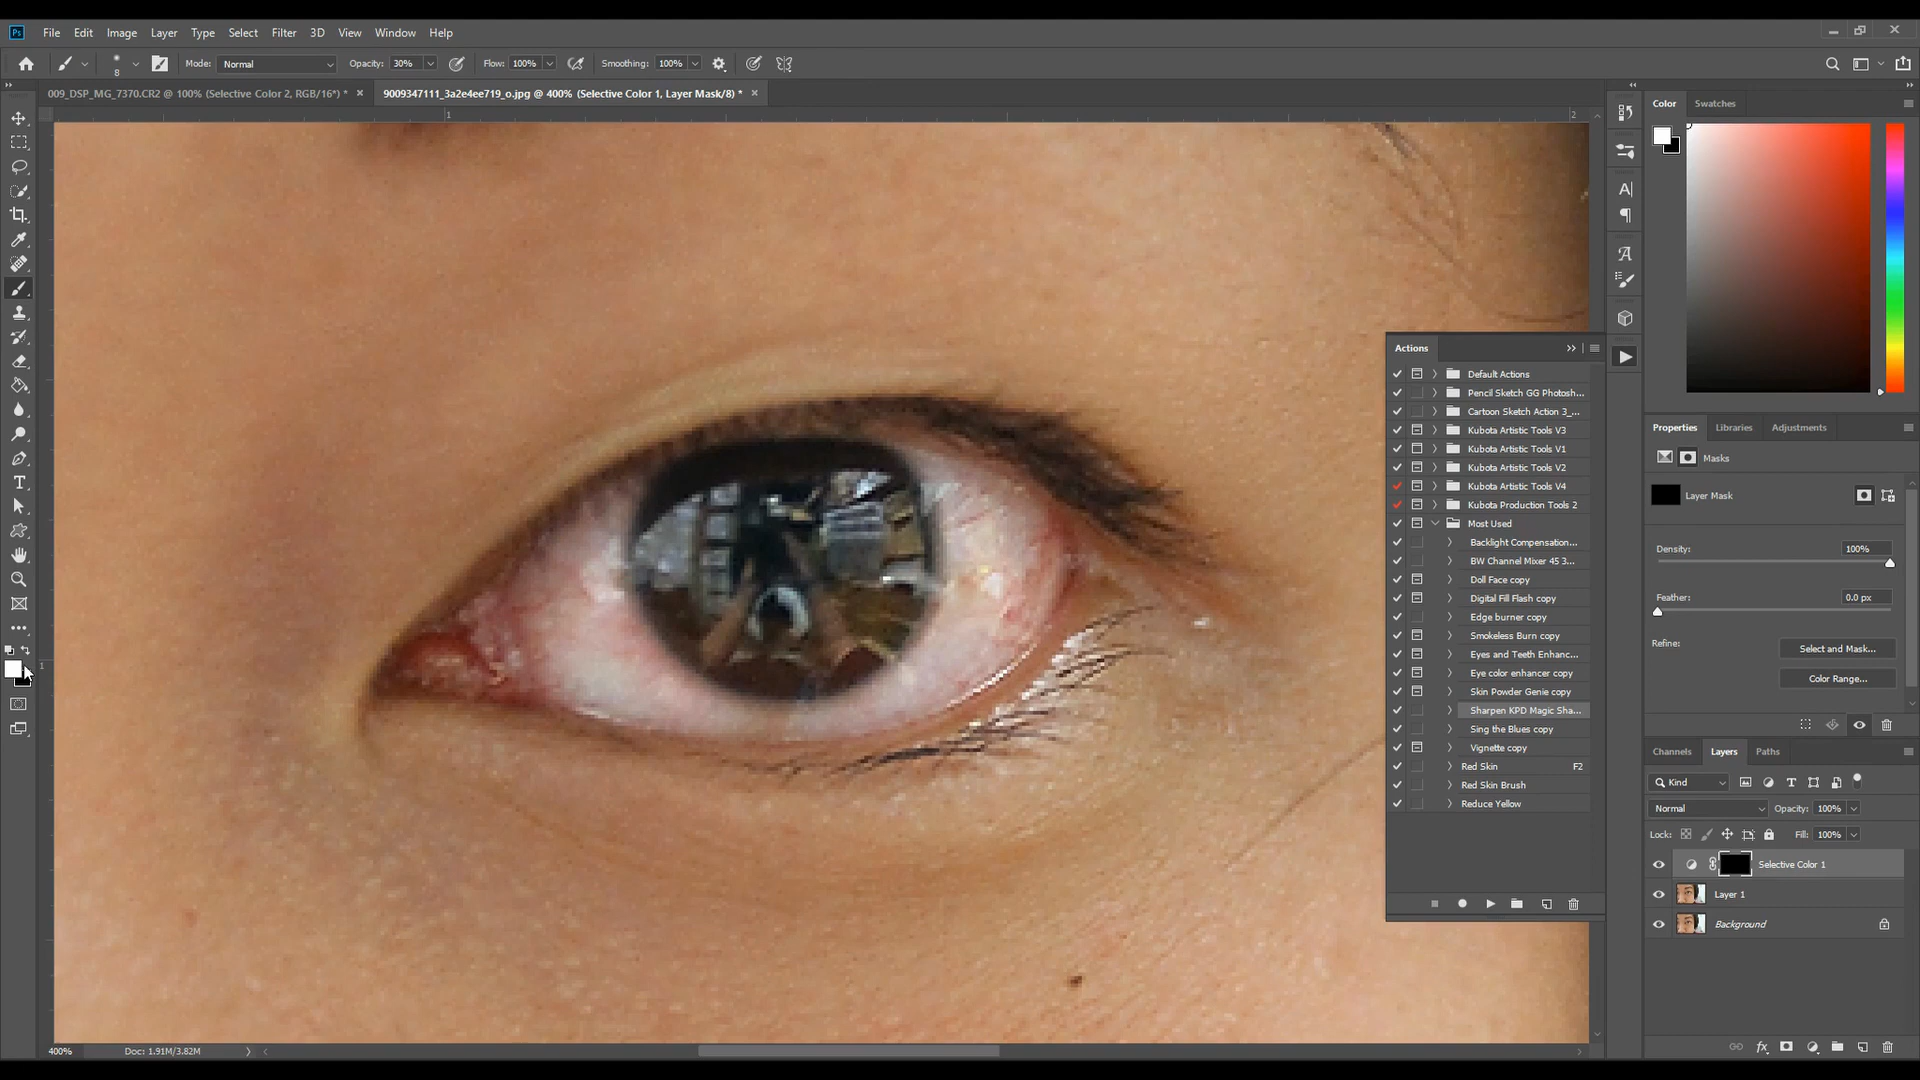 Ps File Edit Image Layer Type Select Filter 3D View Window Help
8 Mode: Normal Opacity: 30% Flow: 100% Smoothing: 100%
009_DSP_MG_7370.CR2 @ 100% (Selective Color 2, RGB/16*) * × 9009347111_3a2e4ee719_o.jpg @ 400% (Selective Color 1, Layer Mask/8) * ×
1 2
1
Actions
Default Actions
Pencil Sketch GG Photosh...
Cartoon Sketch Action 3_...
Kubota Artistic Tools V3
Kubota Artistic Tools V1
Kubota Artistic Tools V2
Kubota Artistic Tools V4
Kubota Production Tools 2
Most Used
Backlight Compensation...
BW Channel Mixer 45 3...
Doll Face copy
Digital Fill Flash copy
Edge burner copy
Smokeless Burn copy
Eyes and Teeth Enhanc...
Eye color enhancer copy
Skin Powder Genie copy
Sharpen KPD Magic Sha...
Sing the Blues copy
Vignette copy
Red Skin F2
Red Skin Brush
Reduce Yellow
Color Swatches
Properties Libraries Adjustments
Masks
Layer Mask
Density: 100%
Feather: 0.0 px
Refine: Select and Mask...
Color Range...
Channels Layers Paths
Kind
Normal Opacity: 100%
Lock: Fill: 100%
Selective Color 1
Layer 1
Background
400% Doc: 1.91M/3.82M